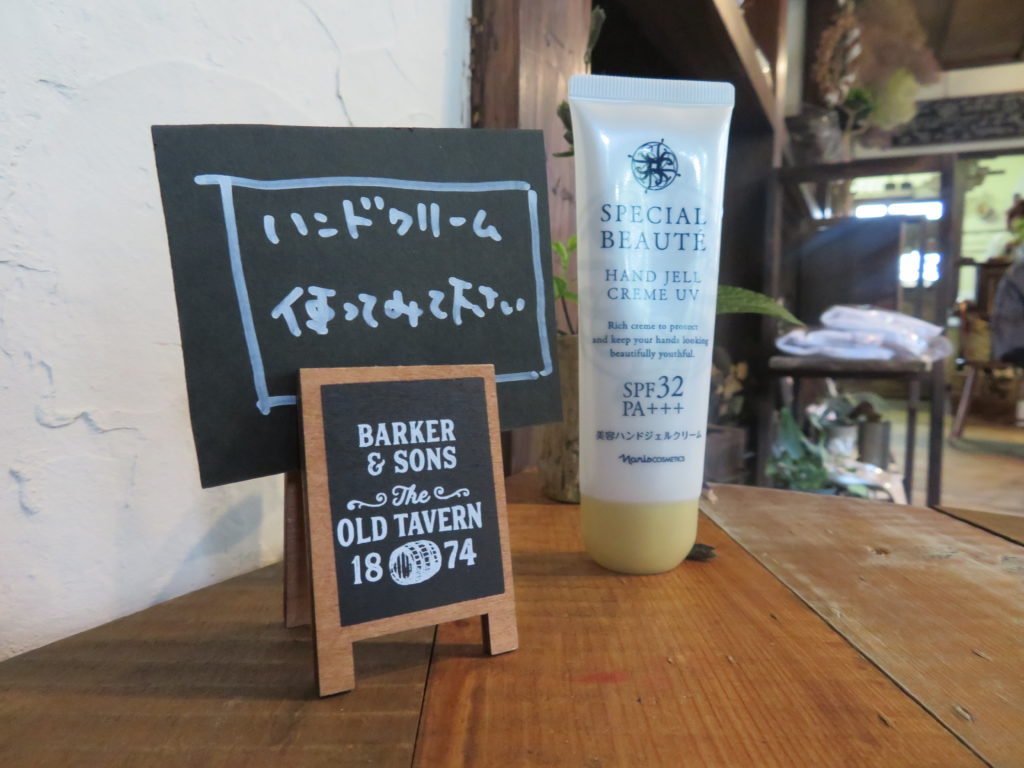 ハンドクリーム
使ってみて下さい
BARKER
& SONS
The
OLD TAVERN
18 74
SPECIAL
BEAUTÉ
HAND JELL
CREME UV
Rich creme to protect
and keep your hands looking
beautifully youthful.
SPF32
PA+++
美容ハンドジェルクリーム
naris COSMETICS